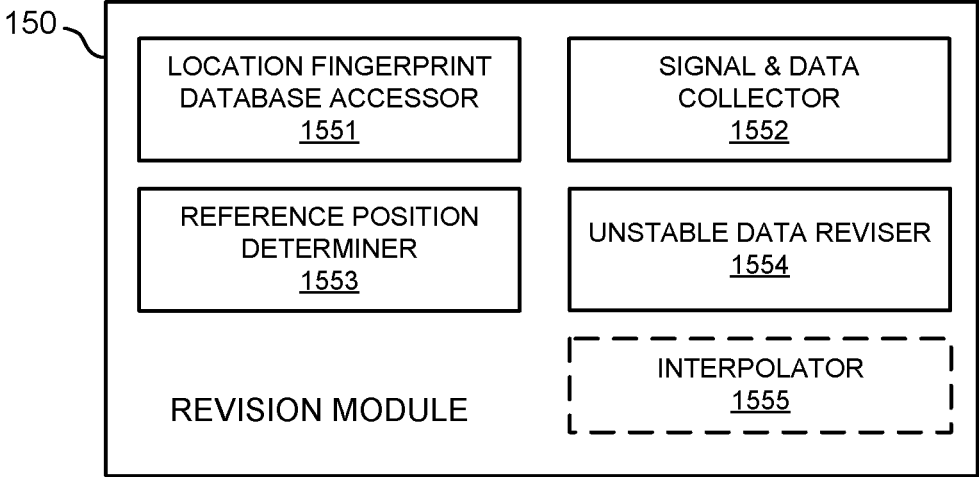 150
LOCATION FINGERPRINT
DATABASE ACCESSOR
1551
SIGNAL & DATA
COLLECTOR
1552
REFERENCE POSITION
DETERMINER
1553
UNSTABLE DATA REVISER
1554
INTERPOLATOR
1555
REVISION MODULE